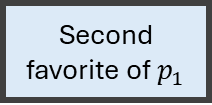 Second
favorite of 𝑝₁